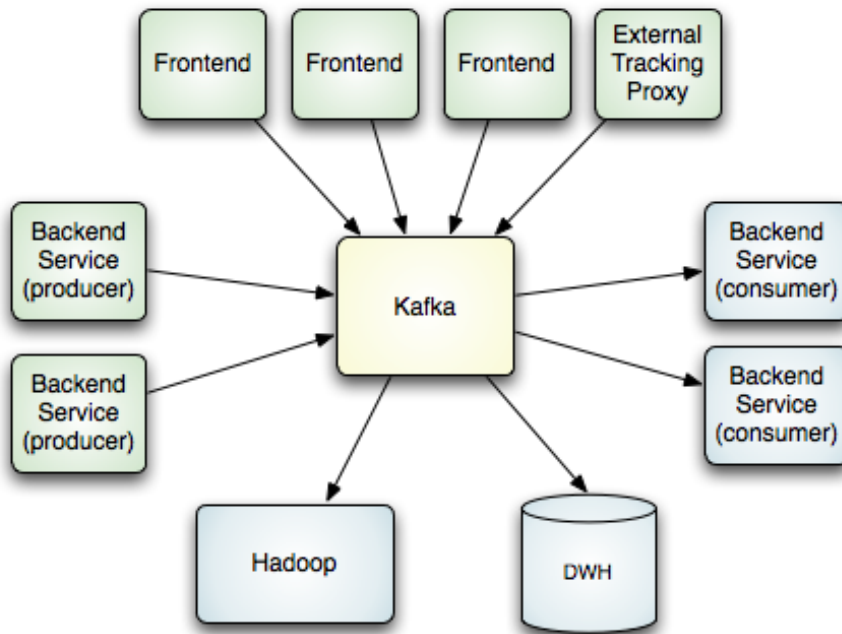 Frontend
Frontend
Frontend
External
Tracking
Proxy
Backend
Service
(producer)
Kafka
Backend
Service
(consumer)
Backend
Service
(producer)
Backend
Service
(consumer)
Hadoop
DWH